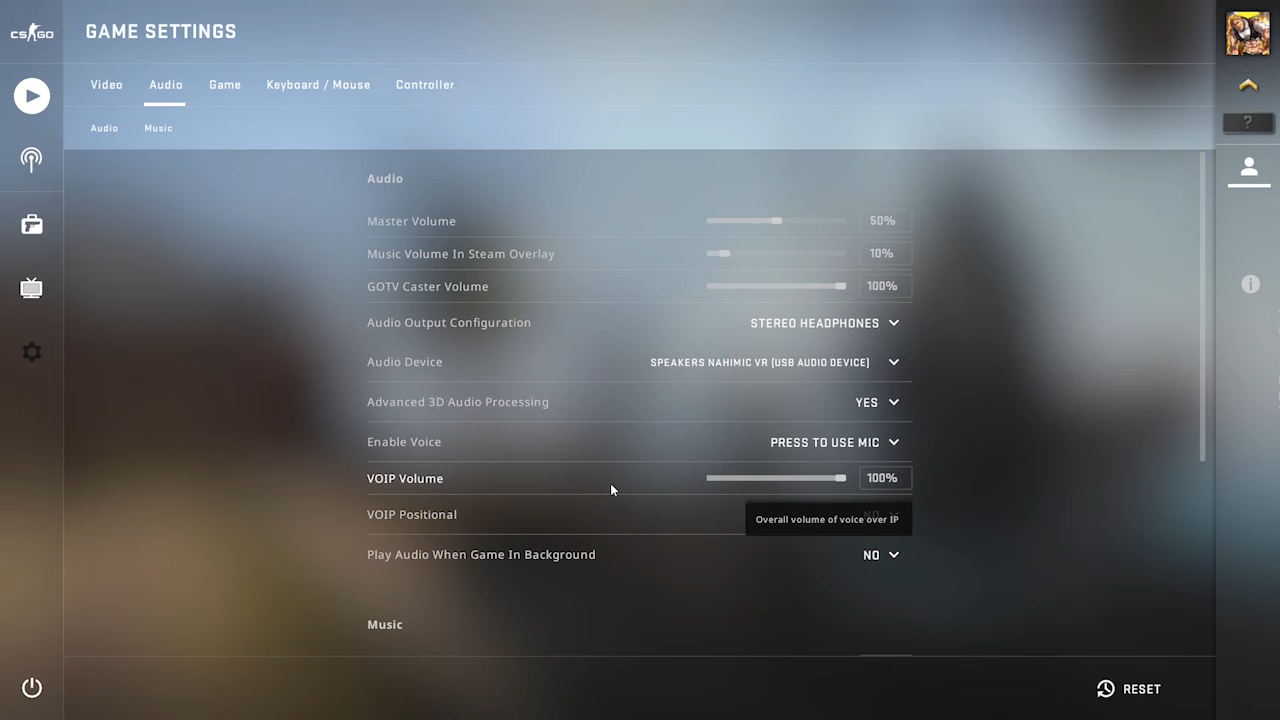 CS GO
GAME SETTINGS
Video Audio Game Keyboard / Mouse Controller
Audio Music
?
Audio
Master Volume 50%
Music Volume In Steam Overlay 10%
GOTV Caster Volume 100%
Audio Output Configuration STEREO HEADPHONES
Audio Device SPEAKERS NAHIMIC VR (USB AUDIO DEVICE)
Advanced 3D Audio Processing YES
Enable Voice PRESS TO USE MIC
VOIP Volume 100%
VOIP Positional NO
Overall volume of voice over IP
Play Audio When Game In Background NO
Music
RESET